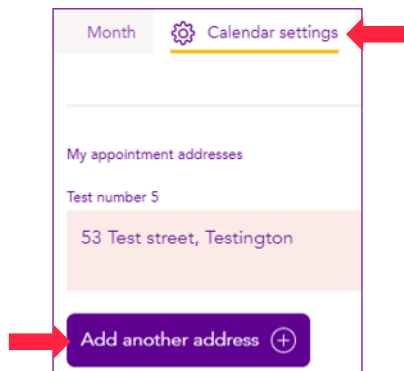 Month Calendar settings
My appointment addresses
Test number 5
53 Test street, Testington
Add another address